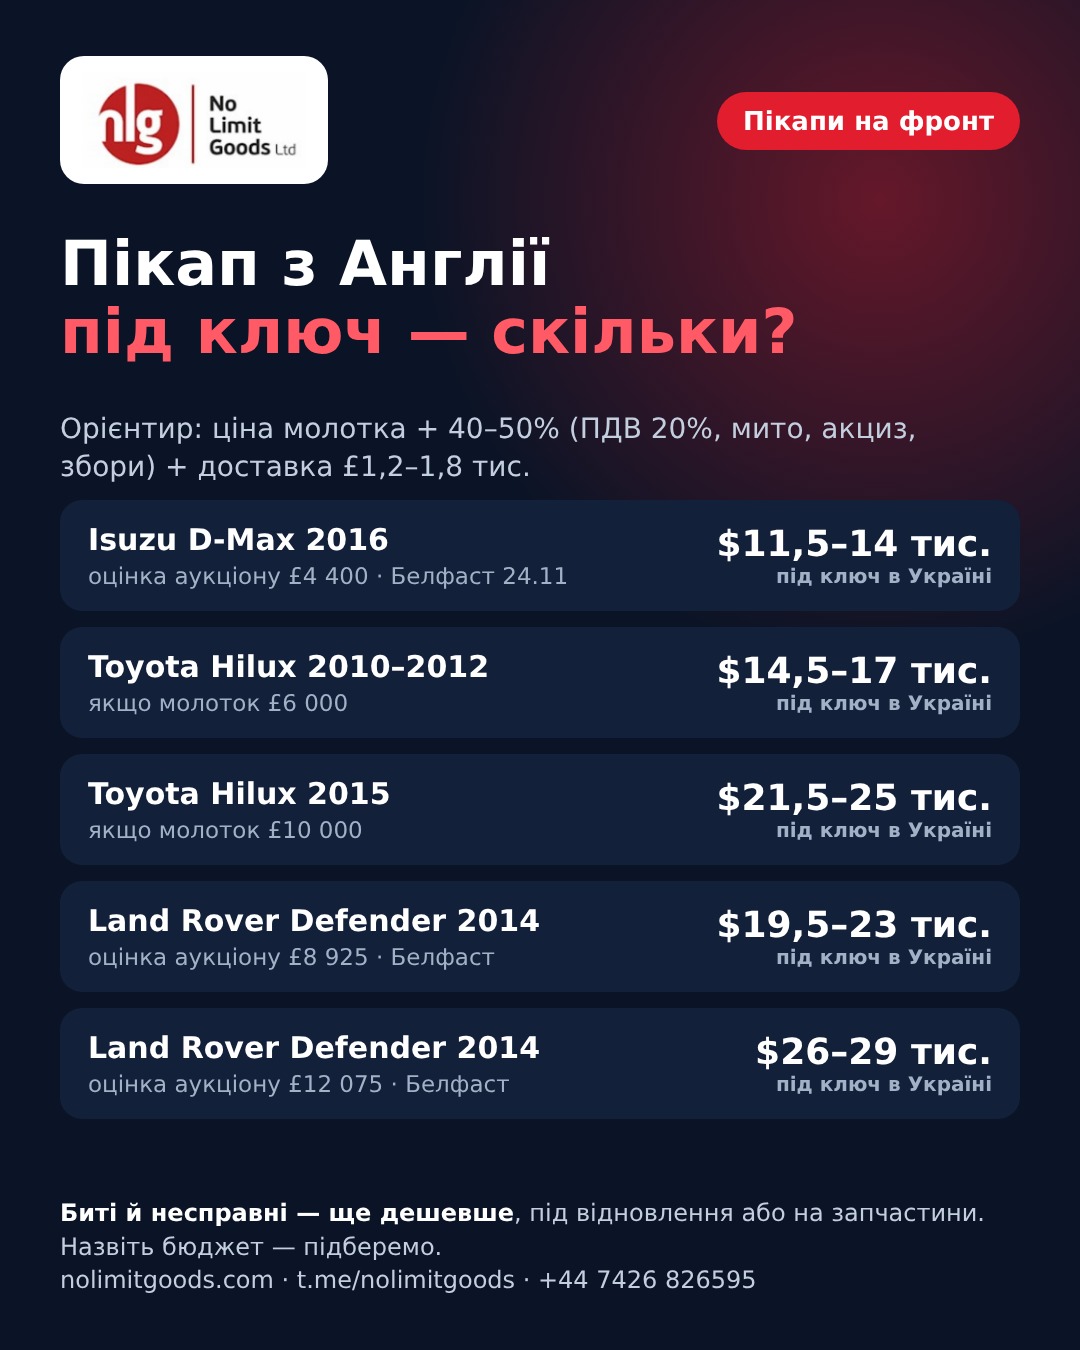 nlg
No
Limit
Goods Ltd
Пікапи на фронт
Пікап з Англії
під ключ — скільки?
Орієнтир: ціна молотка + 40–50% (ПДВ 20%, мито, акциз,
збори) + доставка £1,2–1,8 тис.
Isuzu D-Max 2016
оцінка аукціону £4 400 · Белфаст 24.11
$11,5–14 тис.
під ключ в Україні
Toyota Hilux 2010–2012
якщо молоток £6 000
$14,5–17 тис.
під ключ в Україні
Toyota Hilux 2015
якщо молоток £10 000
$21,5–25 тис.
під ключ в Україні
Land Rover Defender 2014
оцінка аукціону £8 925 · Белфаст
$19,5–23 тис.
під ключ в Україні
Land Rover Defender 2014
оцінка аукціону £12 075 · Белфаст
$26–29 тис.
під ключ в Україні
Биті й несправні — ще дешевше, під відновлення або на запчастини.
Назвіть бюджет — підберемо.
nolimitgoods.com · t.me/nolimitgoods · +44 7426 826595